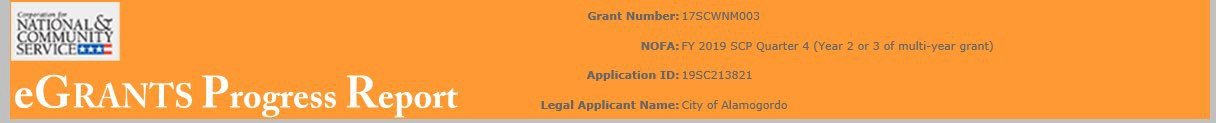 Corporation for
NATIONAL &
COMMUNITY
SERVICE
eGRANTS Progress Report
Grant Number: 17SCWNM003
NOFA: FY 2019 SCP Quarter 4 (Year 2 or 3 of multi-year grant)
Application ID: 19SC213821
Legal Applicant Name: City of Alamogordo